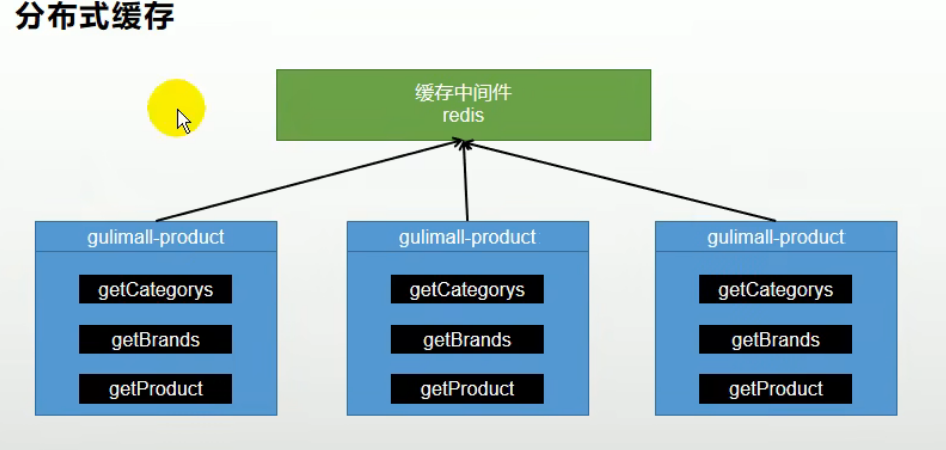 分布式缓存
缓存中间件
redis
gulimall-product
getCategorys
getBrands
getProduct
gulimall-product
getCategorys
getBrands
getProduct
gulimall-product
getCategorys
getBrands
getProduct